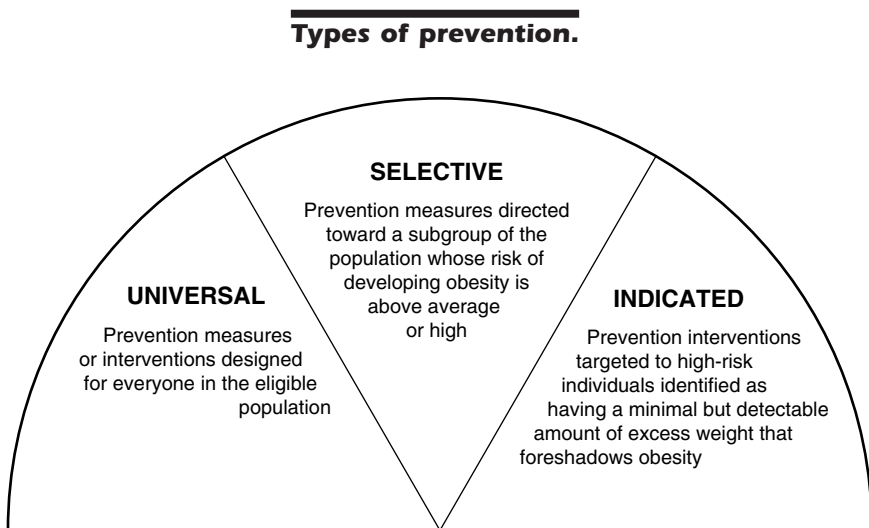 Types of prevention.
UNIVERSAL
Prevention measures
or interventions designed
for everyone in the eligible
population
SELECTIVE
Prevention measures directed
toward a subgroup of the
population whose risk of
developing obesity is
above average
or high
INDICATED
Prevention interventions
targeted to high-risk
individuals identified as
having a minimal but detectable
amount of excess weight that
foreshadows obesity